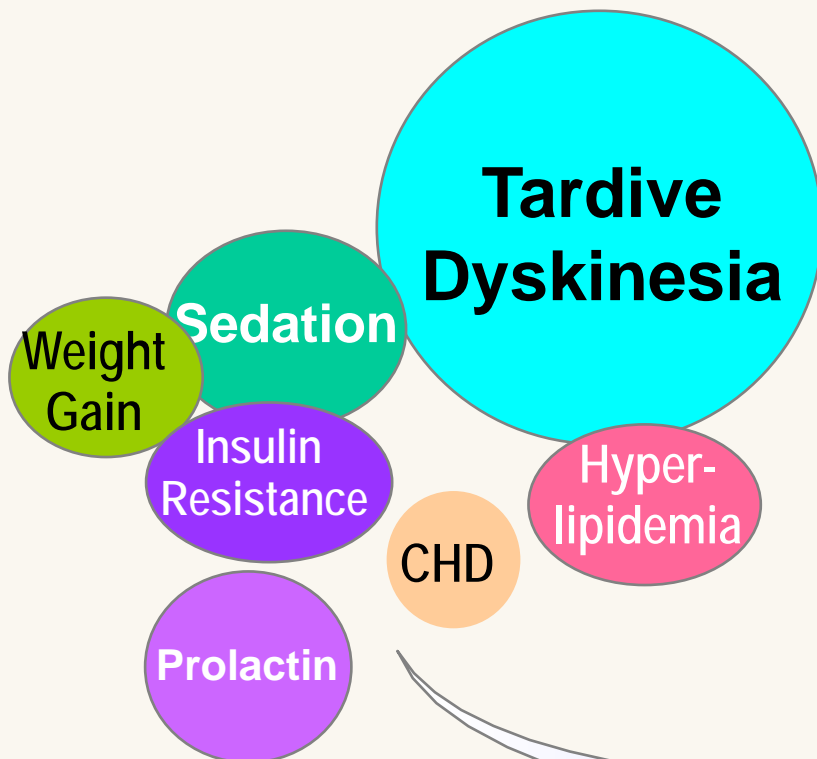 Tardive
Dyskinesia
Sedation
Weight
Gain
Insulin
Resistance
Hyper-
lipidemia
CHD
Prolactin